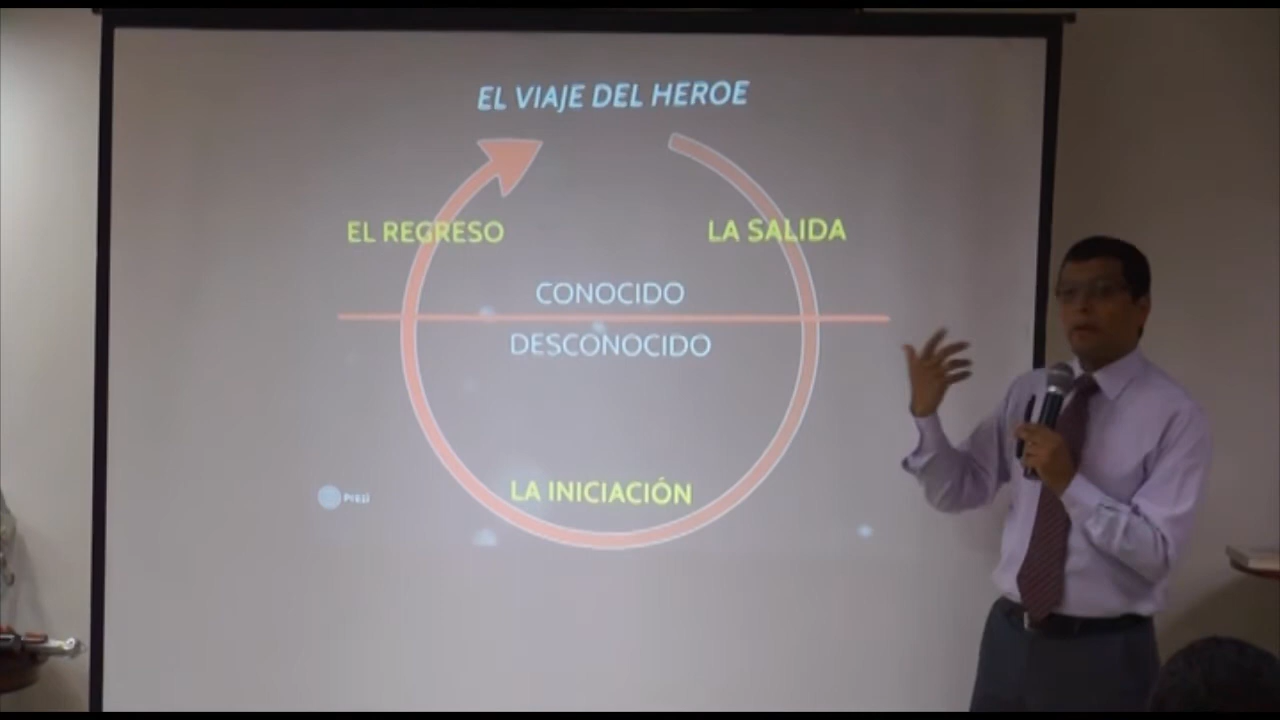 EL VIAJE DEL HEROE
EL REGRESO
LA SALIDA
CONOCIDO
DESCONOCIDO
LA INICIACIÓN
Prezi